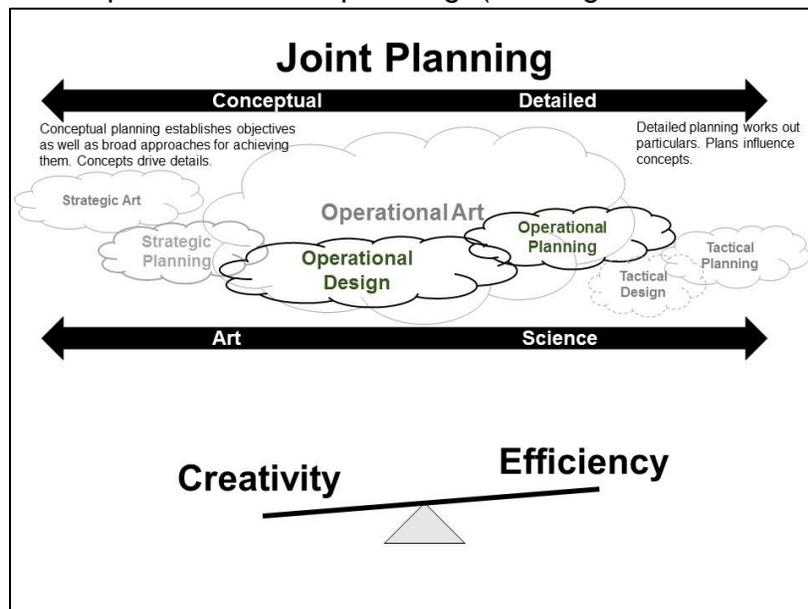 Joint Planning
Conceptual Detailed
Conceptual planning establishes objectives
as well as broad approaches for achieving
them. Concepts drive details.
Detailed planning works out
particulars. Plans influence
concepts.
Strategic Art
Operational Art
Strategic
Planning
Operational
Design
Operational
Planning
Tactical
Planning
Tactical
Design
Art Science
Creativity
Efficiency